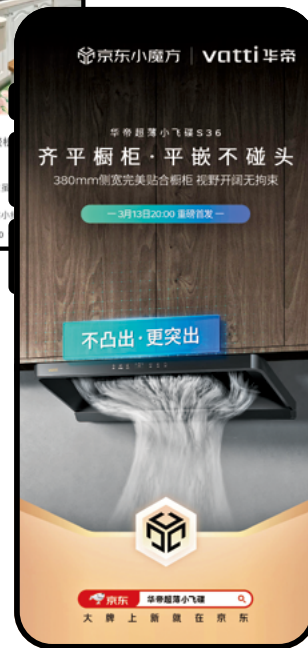 京东小魔方 | vatti 华帝
华帝超薄小飞碟S36
齐平橱柜·平嵌不碰头
380mm侧宽完美贴合橱柜 视野开阔无拘束
3月13日20:00 重磅首发
不凸出·更突出
京东 华帝超薄小飞碟
大牌上新就在京东